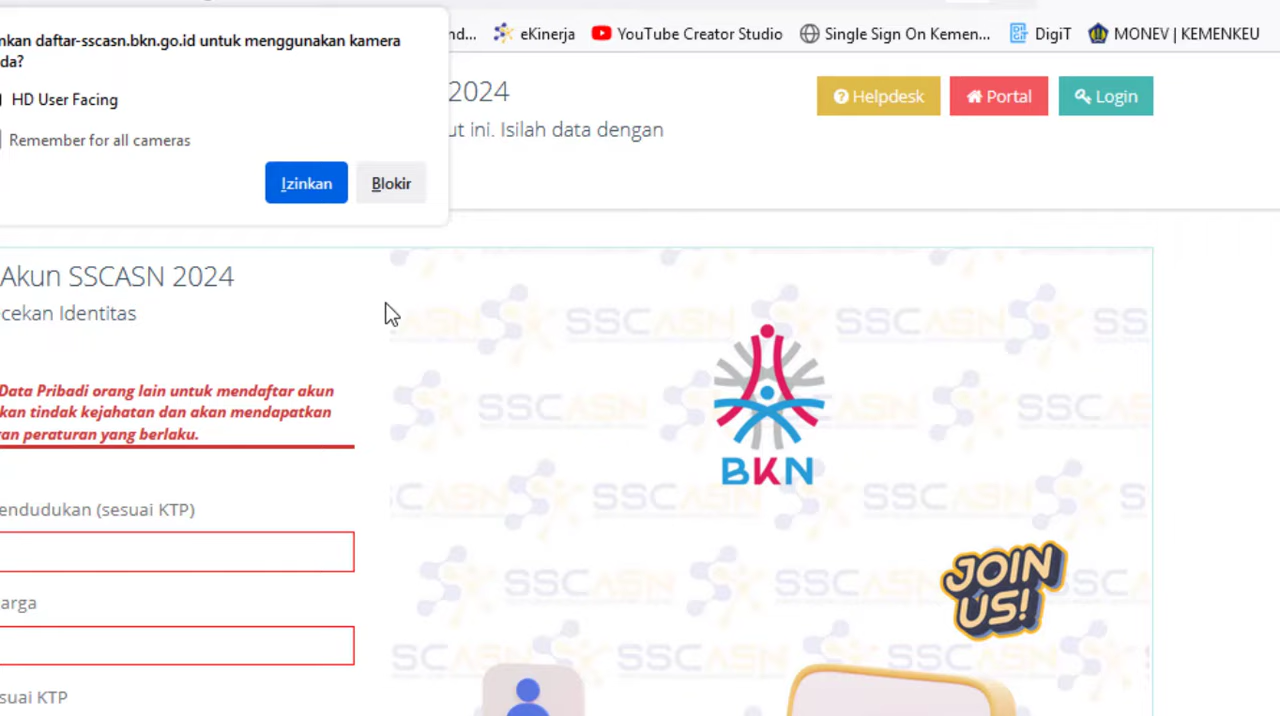 nkan daftar-sscasn.bkn.go.id untuk menggunakan kamera
da?
HD User Facing
Remember for all cameras
Izinkan
Blokir
nd...
eKinerja
YouTube Creator Studio
Single Sign On Kemen...
DigiT
MONEV | KEMENKEU
2024
ut ini. Isilah data dengan
Helpdesk
Portal
Login
Akun SSCASN 2024
cekan Identitas
Data Pribadi orang lain untuk mendaftar akun
kan tindak kejahatan dan akan mendapatkan
an peraturan yang berlaku.
endudukan (sesuai KTP)
arga
suai KTP
SSCASN
BKN
JOIN
US!